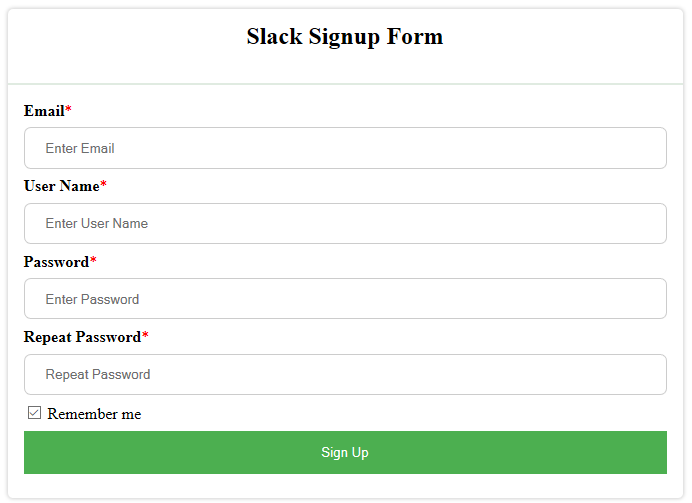 Slack Signup Form
Email*
Enter Email
User Name*
Enter User Name
Password*
Enter Password
Repeat Password*
Repeat Password
Remember me
Sign Up